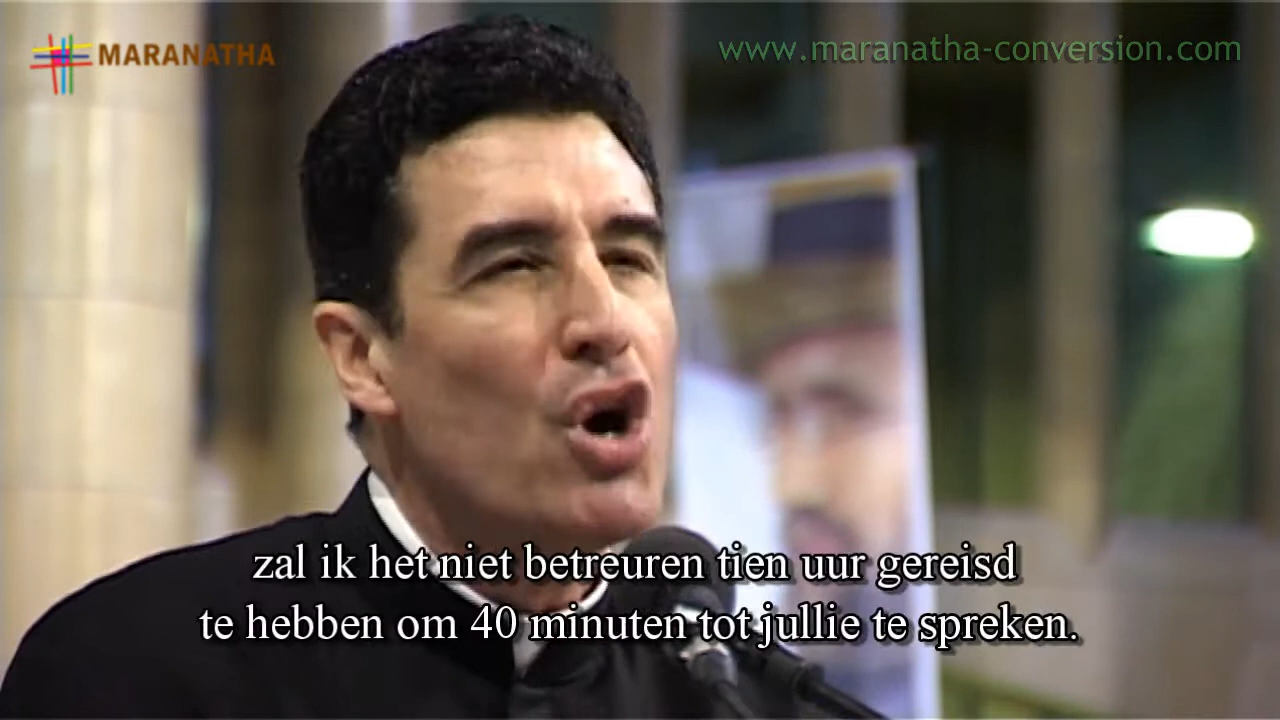 MARANATHA
www.maranatha-conversion.com
zal ik het niet betreuren tien uur gereisd
te hebben om 40 minuten tot jullie te spreken.